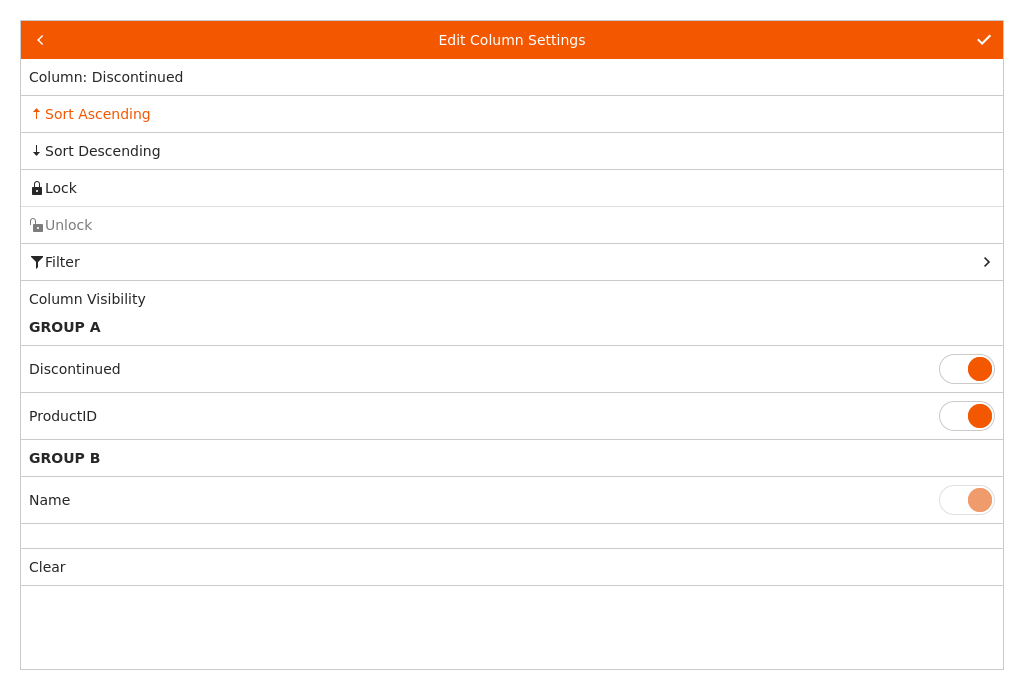 Edit Column Settings
Column: Discontinued
Sort Ascending
Sort Descending
Lock
Unlock
Filter
Column Visibility
GROUP A
Discontinued
ProductID
GROUP B
Name
Clear